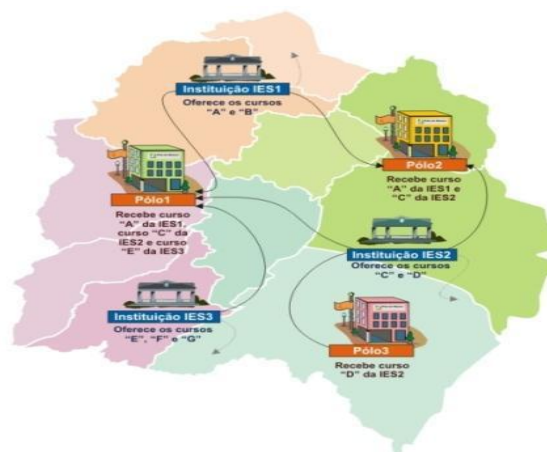 Instituição IES1
Oferece os cursos
"A" e "B"
Pólo2
Recebe
"A" da IES1 e
"C" da IES2
Pólo1
Recebe curso
"A" da IES1,
curso "C" da
IES2 e curso
"E" da IES3
Instituição IES2
Oferece os cursos
"C" e "D"
Instituição IES3
Oferece os cursos
"E", "F" e "G"
Pólo3
Recebe curso
"D" da IES2